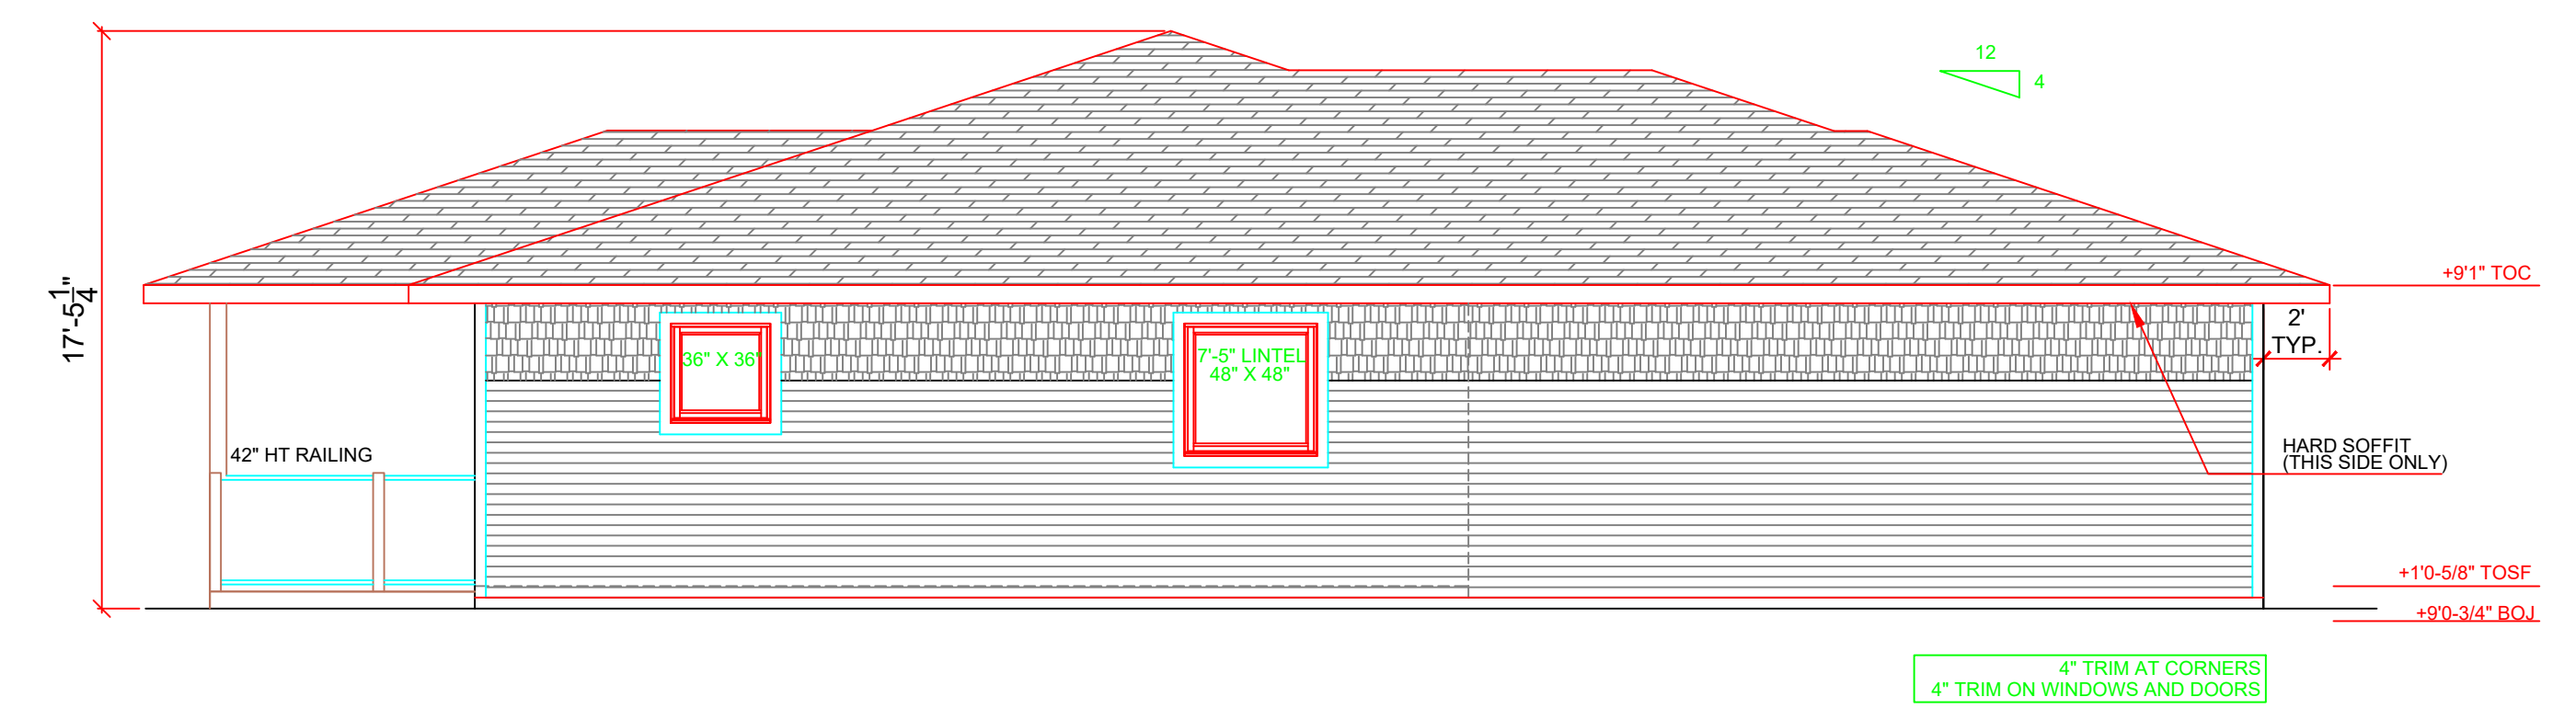 12
4
17'-5 1/4"
+9'1" TOC
2'
TYP.
36" X 36"
7'-5" LINTEL
48" X 48"
42" HT RAILING
HARD SOFFIT
(THIS SIDE ONLY)
+1'0-5/8" TOSF
+9'0-3/4" BOJ
4" TRIM AT CORNERS
4" TRIM ON WINDOWS AND DOORS